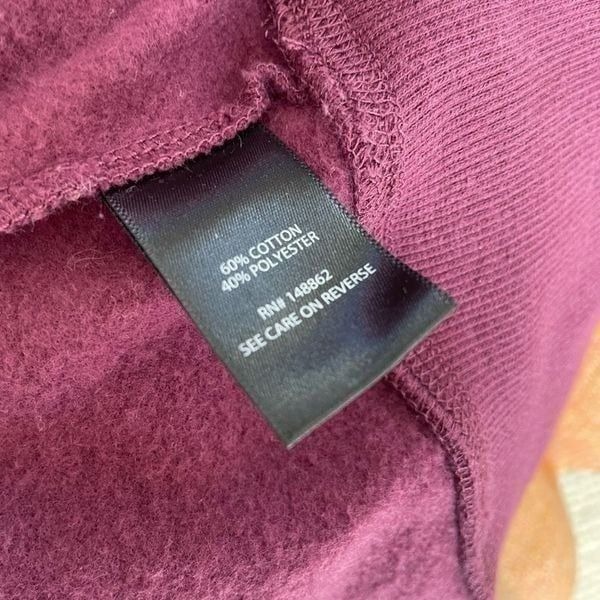 60% COTTON
40% POLYESTER
RN# 148862
SEE CARE ON REVERSE